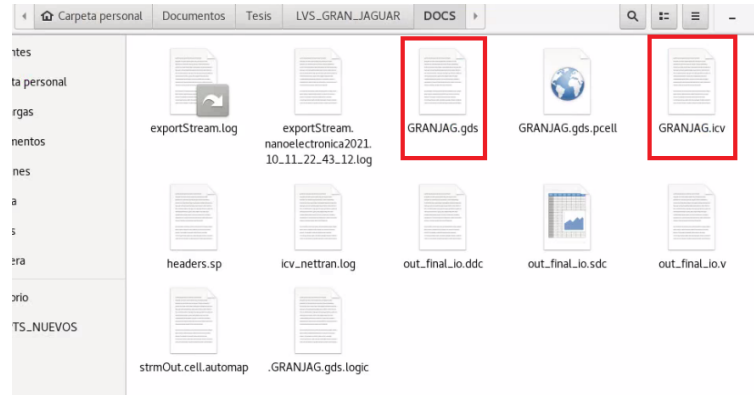 Carpeta personal Documentos Tesis LVS_GRAN_JAGUAR DOCS
ntes
ta personal
rgas
mentos
nes
a
s
era
orio
TS_NUEVOS
exportStream.log
exportStream.
nanoelectronica2021.
10_11_22_43_12.log
GRANJAG.gds
GRANJAG.gds.pcell
GRANJAG.icv
headers.sp
icv_nettran.log
out_final_io.ddc
out_final_io.sdc
out_final_io.v
strmOut.cell.automap
.GRANJAG.gds.logic